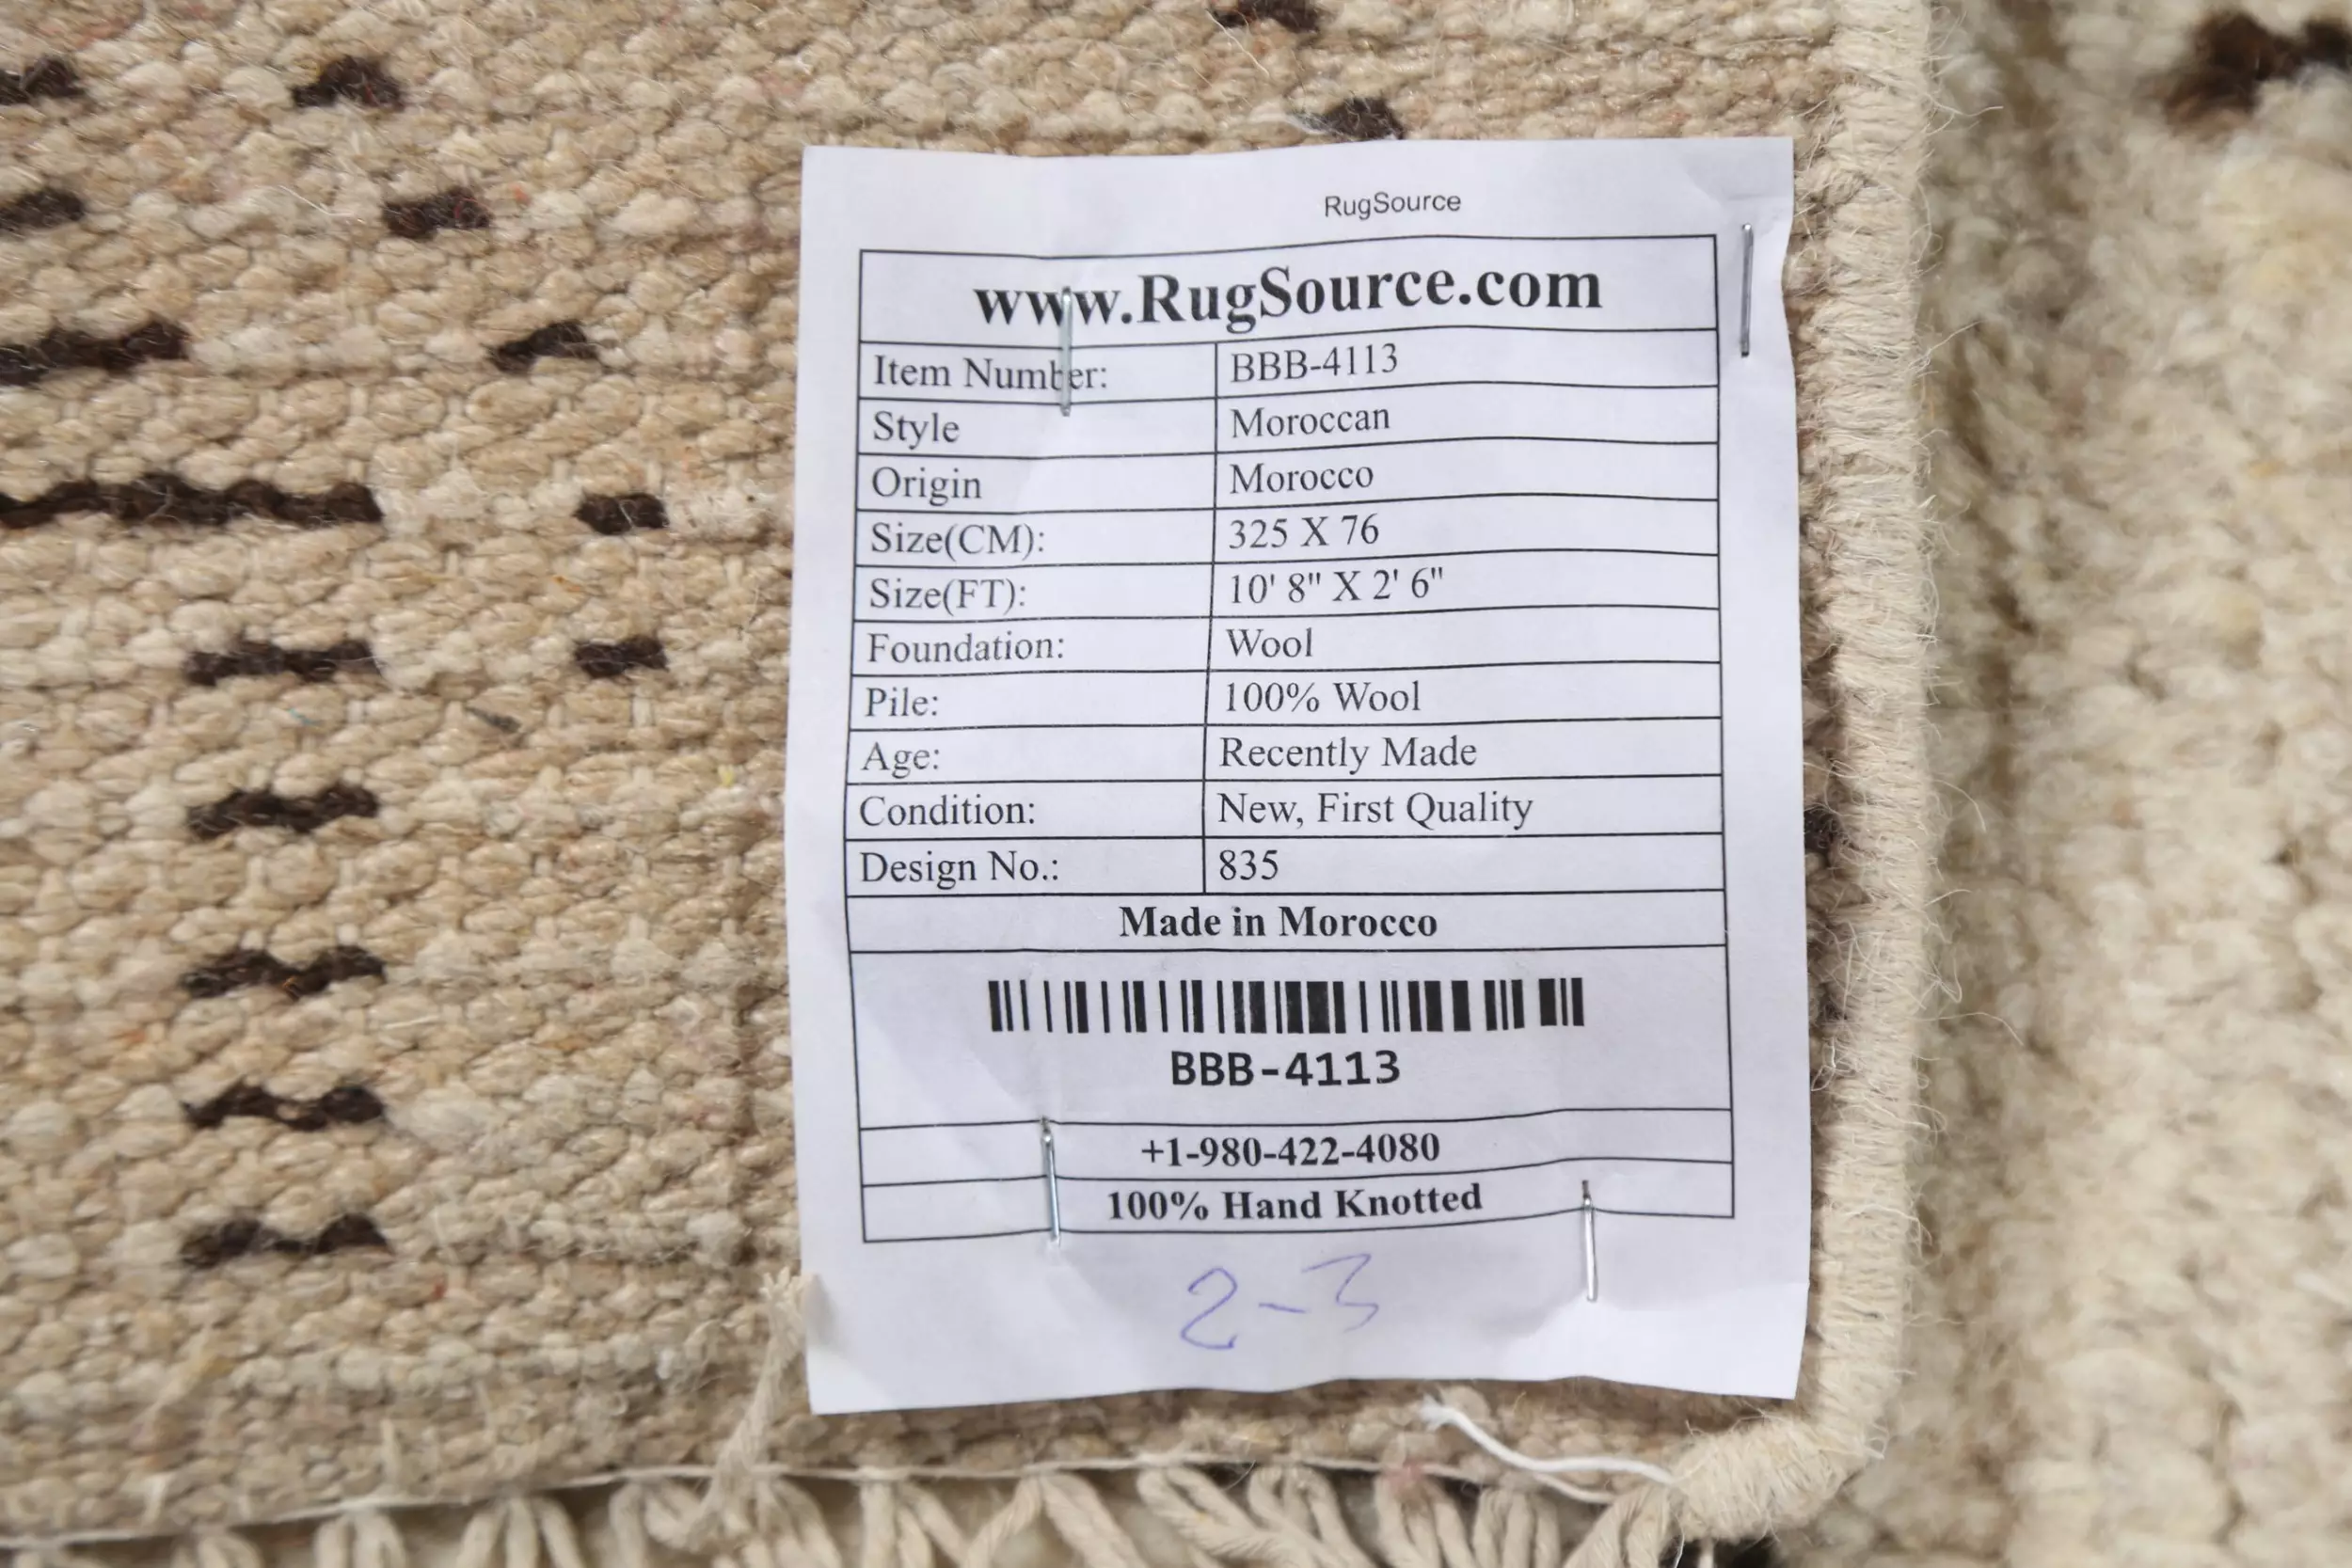 RugSource
www.RugSource.com
Item Number: BBB-4113
Style Moroccan
Origin Morocco
Size(CM): 325 X 76
Size(FT): 10' 8" X 2' 6"
Foundation: Wool
Pile: 100% Wool
Age: Recently Made
Condition: New, First Quality
Design No.: 835
Made in Morocco
BBB-4113
+1-980-422-4080
100% Hand Knotted
2-3